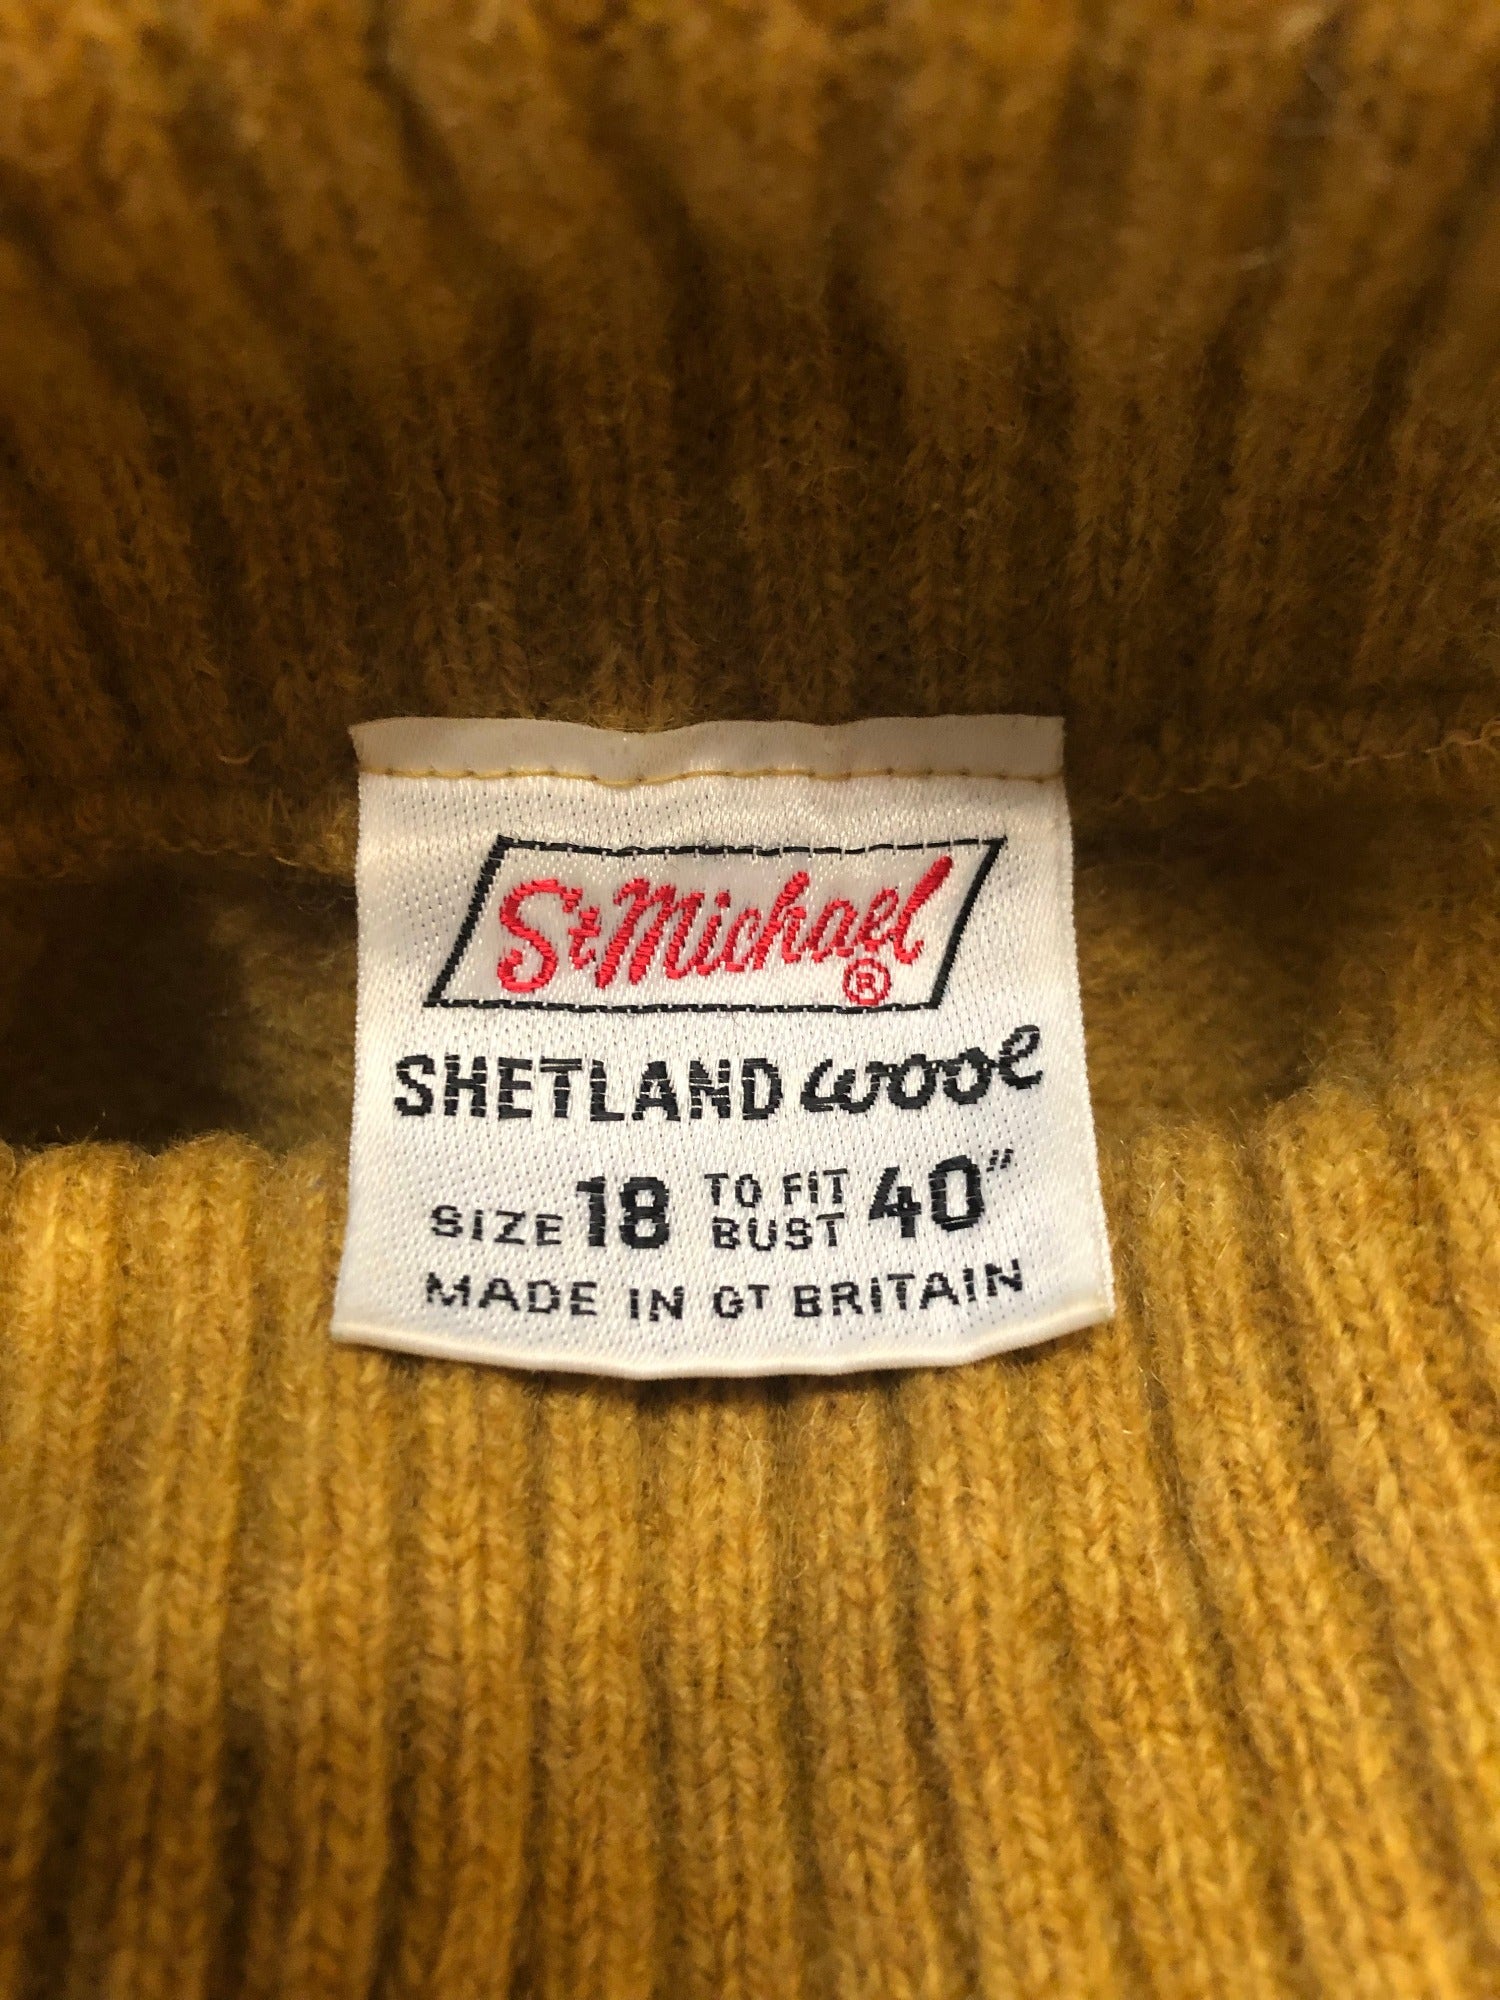 St Michael ®
SHETLAND wool
SIZE 18 TO FIT BUST 40"
MADE IN GT BRITAIN